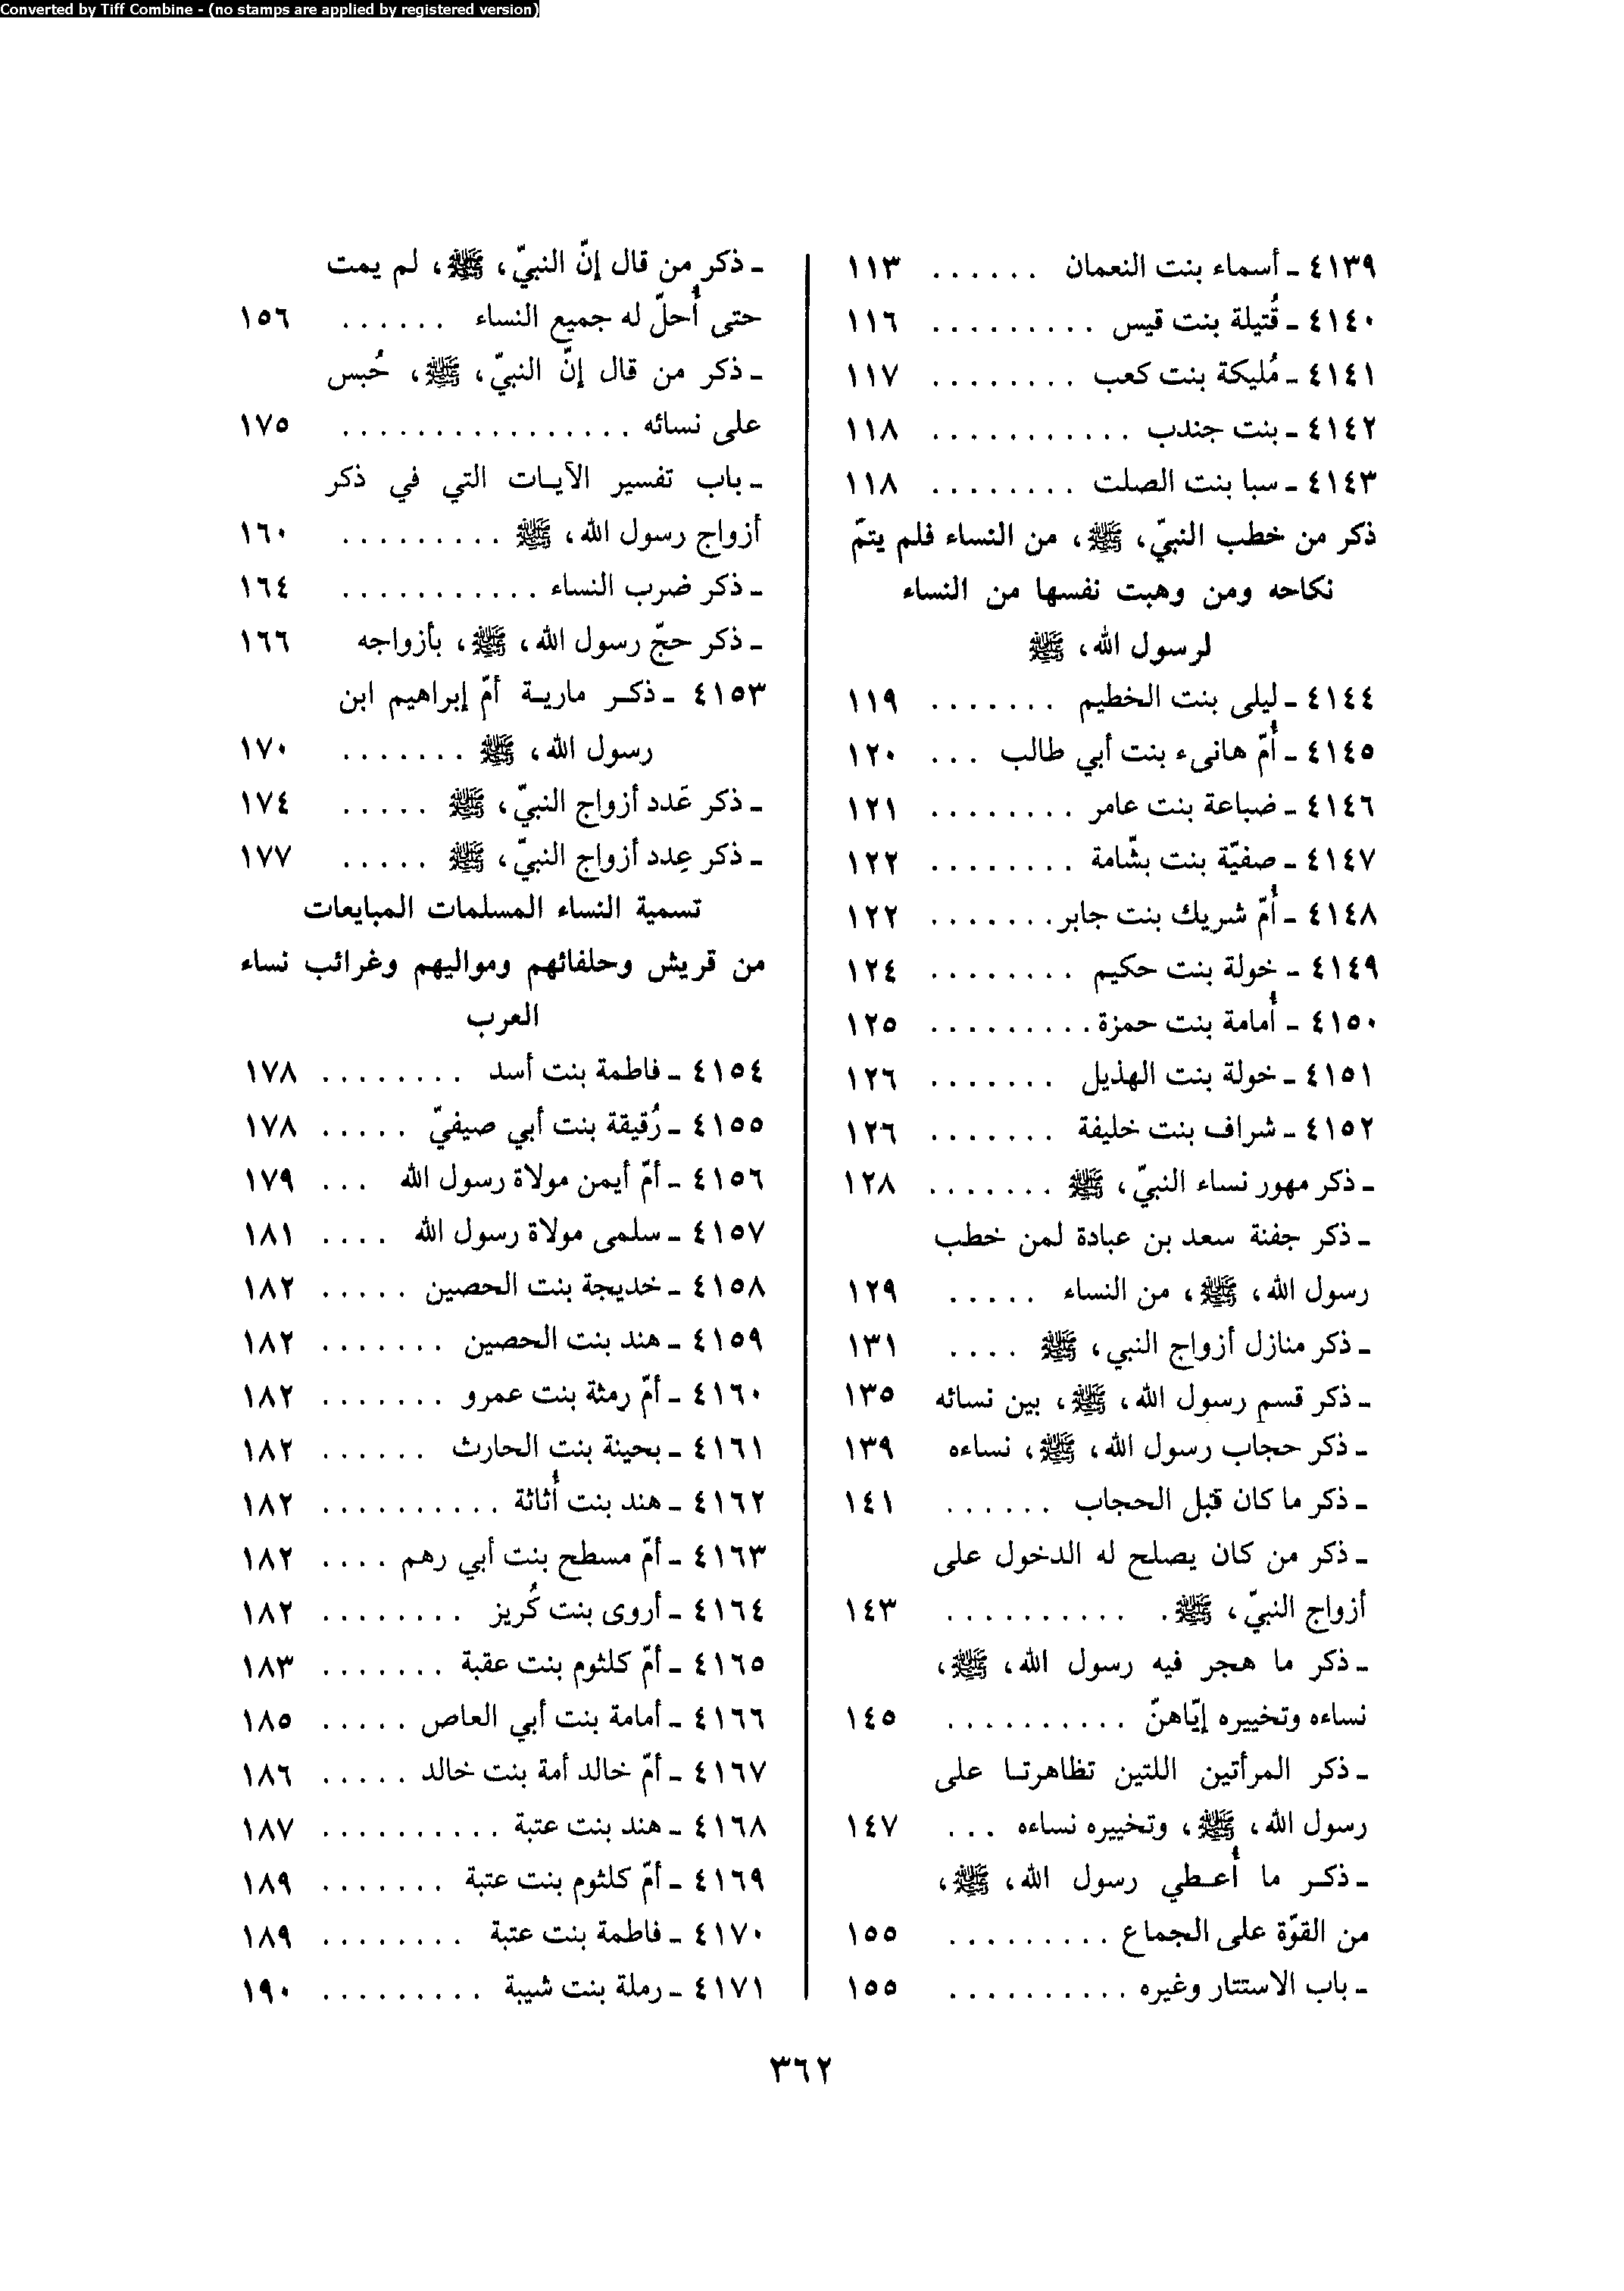 Converted by Tiff Combine - (no stamps are applied by registered version)
٤١٣٩ ـ أسماء بنت النعمان . . . . . . ١١٣
٤١٤٠ ـ قُتيلة بنت قيس . . . . . . . . . ١١٦
٤١٤١ ـ مُليكة بنت كعب . . . . . . . . ١١٧
٤١٤٢ ـ بنت جندب . . . . . . . . . . . ١١٨
٤١٤٣ ـ سبا بنت الصلت . . . . . . . . ١١٨
ذكر من خطب النبيّ، ﷺ، من النساء فلم يتمّ
نكاحه ومن وهبت نفسها من النساء
لرسول الله، ﷺ
٤١٤٤ ـ ليلى بنت الخطيم . . . . . . . ١١٩
٤١٤٥ ـ أُمّ هانىء بنت أبي طالب . . . ١٢٠
٤١٤٦ ـ ضباعة بنت عامر . . . . . . . . ١٢١
٤١٤٧ ـ صفيّة بنت بشّامة . . . . . . . . ١٢٢
٤١٤٨ ـ أُمّ شريك بنت جابر . . . . . . . ١٢٢
٤١٤٩ ـ خولة بنت حكيم . . . . . . . . ١٢٤
٤١٥٠ ـ أُمامة بنت حمزة . . . . . . . . . ١٢٥
٤١٥١ ـ خولة بنت الهذيل . . . . . . . ١٢٦
٤١٥٢ ـ شراف بنت خليفة . . . . . . . ١٢٦
ـ ذكر مهور نساء النبيّ، ﷺ . . . . . . . ١٢٨
ـ ذكر جفنة سعد بن عبادة لمن خطب
رسول الله، ﷺ، من النساء . . . . . ١٢٩
ـ ذكر منازل أزواج النبي، ﷺ . . . . ١٣١
ـ ذكر قسم رسول الله، ﷺ، بين نسائه ١٣٥
ـ ذكر حجاب رسول الله، ﷺ، نساءه ١٣٩
ـ ذكر ما كان قبل الحجاب . . . . . . ١٤١
ـ ذكر من كان يصلح له الدخول على
أزواج النبيّ، ﷺ . . . . . . . . . . . ١٤٣
ـ ذكر ما هجر فيه رسول الله، ﷺ،
نساءه وتخييره إيّاهنّ . . . . . . . . . . ١٤٥
ـ ذكر المرأتين اللتين تظاهرتا على
رسول الله، ﷺ، وتخييره نساءه . . . ١٤٧
ـ ذكر ما أُعطي رسول الله، ﷺ،
من القوّة على الجماع . . . . . . . . . ١٥٥
ـ باب الاستتار وغيره . . . . . . . . . . ١٥٥
ـ ذكر من قال إنّ النبيّ، ﷺ، لم يمت
حتى أُحلّ له جميع النساء . . . . . . ١٥٦
ـ ذكر من قال إنّ النبيّ، ﷺ، حُبس
على نسائه . . . . . . . . . . . . . . . . ١٧٥
ـ باب تفسير الآيات التي في ذكر
أزواج رسول الله، ﷺ . . . . . . . . . ١٦٠
ـ ذكر ضرب النساء . . . . . . . . . . . ١٦٤
ـ ذكر حجّ رسول الله، ﷺ، بأزواجه ١٦٦
٤١٥٣ ـ ذكر مارية أمّ إبراهيم ابن
رسول الله، ﷺ . . . . . . . ١٧٠
ـ ذكر عَدد أزواج النبيّ، ﷺ . . . . . ١٧٤
ـ ذكر عِدد أزواج النبيّ، ﷺ . . . . . ١٧٧
تسمية النساء المسلمات المبايعات
من قريش وحلفائهم ومواليهم وغرائب نساء
العرب
٤١٥٤ ـ فاطمة بنت أسد . . . . . . . . ١٧٨
٤١٥٥ ـ رُقيقة بنت أبي صيفيّ . . . . . ١٧٨
٤١٥٦ ـ أمّ أيمن مولاة رسول الله . . . ١٧٩
٤١٥٧ ـ سلمى مولاة رسول الله . . . . ١٨١
٤١٥٨ ـ خديجة بنت الحصين . . . . . ١٨٢
٤١٥٩ ـ هند بنت الحصين . . . . . . . ١٨٢
٤١٦٠ ـ أمّ رمثة بنت عمرو . . . . . . . ١٨٢
٤١٦١ ـ بحينة بنت الحارث . . . . . . ١٨٢
٤١٦٢ ـ هند بنت أُثاثة . . . . . . . . . . ١٨٢
٤١٦٣ ـ أمّ مسطح بنت أبي رهم . . . . ١٨٢
٤١٦٤ ـ أروى بنت كُريز . . . . . . . . ١٨٢
٤١٦٥ ـ أمّ كلثوم بنت عقبة . . . . . . . ١٨٣
٤١٦٦ ـ أمامة بنت أبي العاص . . . . . ١٨٥
٤١٦٧ ـ أمّ خالد أمة بنت خالد . . . . . ١٨٦
٤١٦٨ ـ هند بنت عتبة . . . . . . . . . . ١٨٧
٤١٦٩ ـ أمّ كلثوم بنت عتبة . . . . . . . ١٨٩
٤١٧٠ ـ فاطمة بنت عتبة . . . . . . . . ١٨٩
٤١٧١ ـ رملة بنت شيبة . . . . . . . . . ١٩٠
٣٦٢